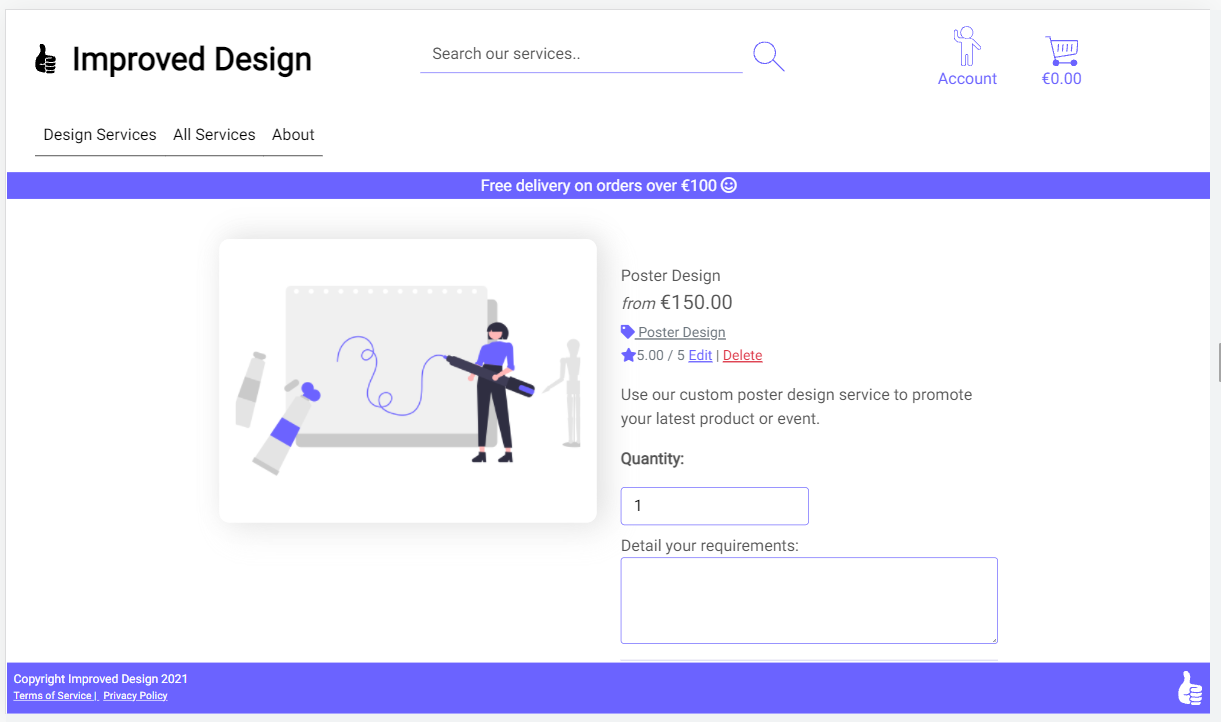 Improved Design
Search our services..
Account
€0.00
Design Services All Services About
Free delivery on orders over €100
Poster Design
from €150.00
Poster Design
5.00 / 5 Edit | Delete
Use our custom poster design service to promote
your latest product or event.
Quantity:
1
Detail your requirements:
Copyright Improved Design 2021
Terms of Service | Privacy Policy